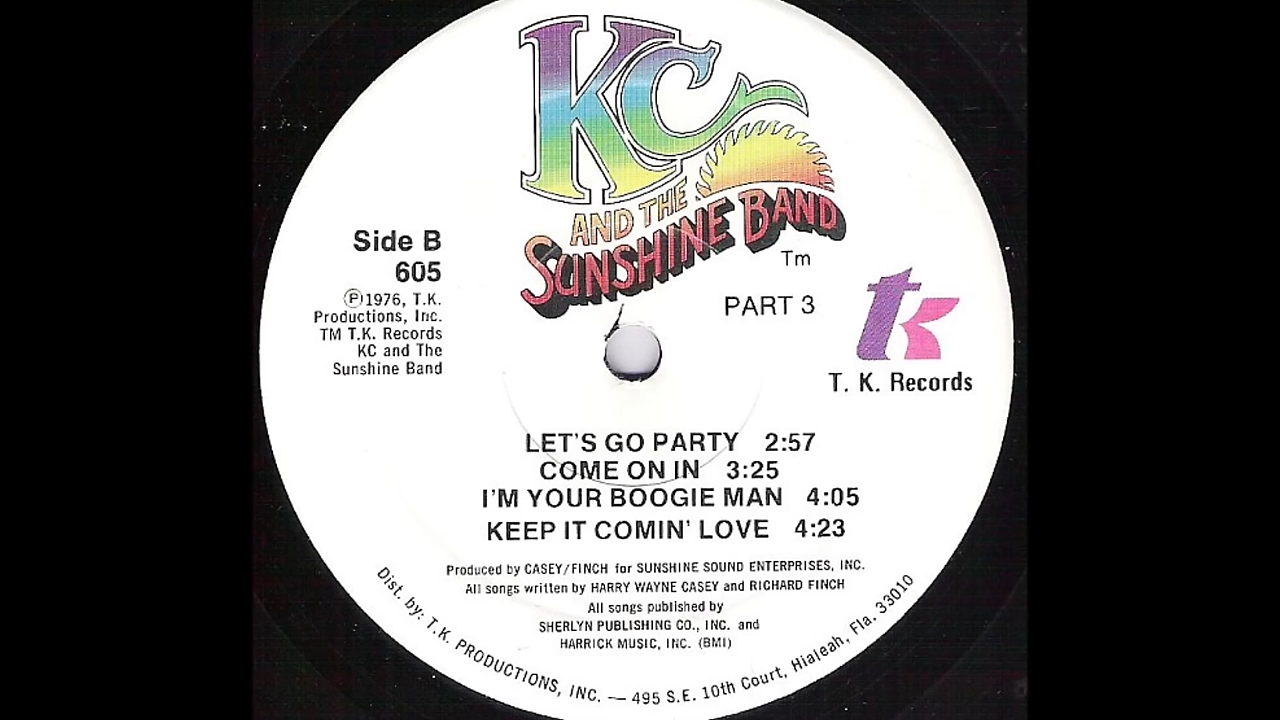 KC
AND THE
SUNSHINE BAND
Tm
PART 3
Side B
605
Ⓟ1976, T.K.
Productions, Inc.
TM T.K. Records
KC and The
Sunshine Band
tk
T. K. Records
LET'S GO PARTY 2:57
COME ON IN 3:25
I'M YOUR BOOGIE MAN 4:05
KEEP IT COMIN' LOVE 4:23
Produced by CASEY/FINCH for SUNSHINE SOUND ENTERPRISES, INC.
All songs written by HARRY WAYNE CASEY and RICHARD FINCH
All songs published by
SHERLYN PUBLISHING CO., INC. and
HARRICK MUSIC, INC. (BMI)
Dist. by: T.K. PRODUCTIONS, INC. — 495 S.E. 10th Court, Hialeah, Fla. 33010